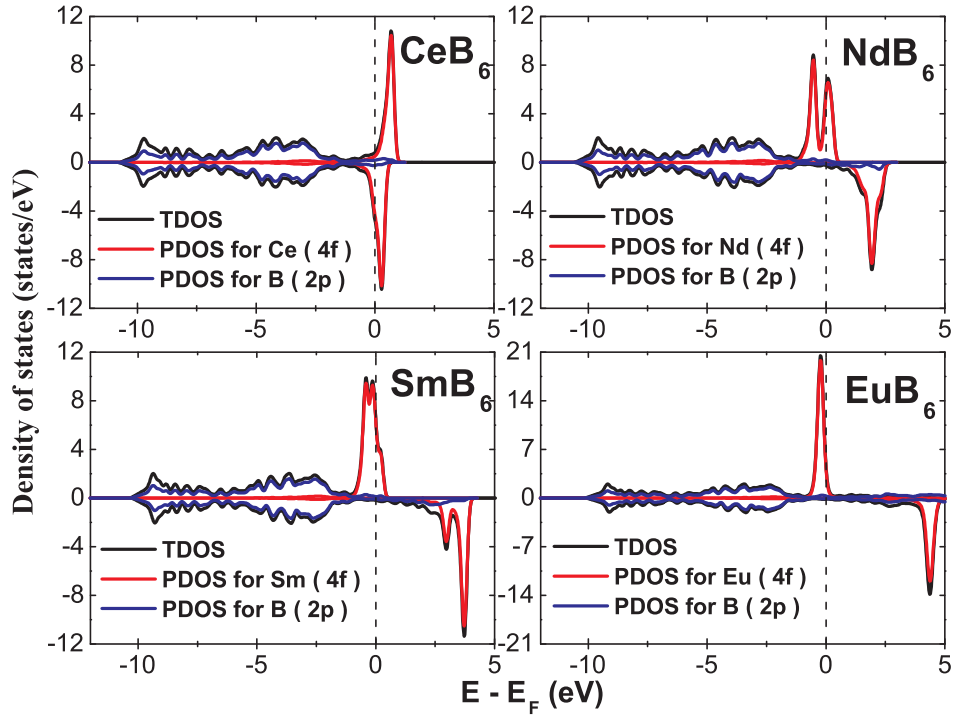 Density of states (states/eV)
12
8
4
0
-4
-8
-12
-10
-5
0
5
CeB6
TDOS
PDOS for Ce ( 4f )
PDOS for B ( 2p )
12
8
4
0
-4
-8
-12
-10
-5
0
5
NdB6
TDOS
PDOS for Nd ( 4f )
PDOS for B ( 2p )
12
8
4
0
-4
-8
-12
-10
-5
0
5
SmB6
TDOS
PDOS for Sm ( 4f )
PDOS for B ( 2p )
21
14
7
0
-7
-14
-21
-10
-5
0
5
EuB6
TDOS
PDOS for Eu ( 4f )
PDOS for B ( 2p )
E - EF (eV)